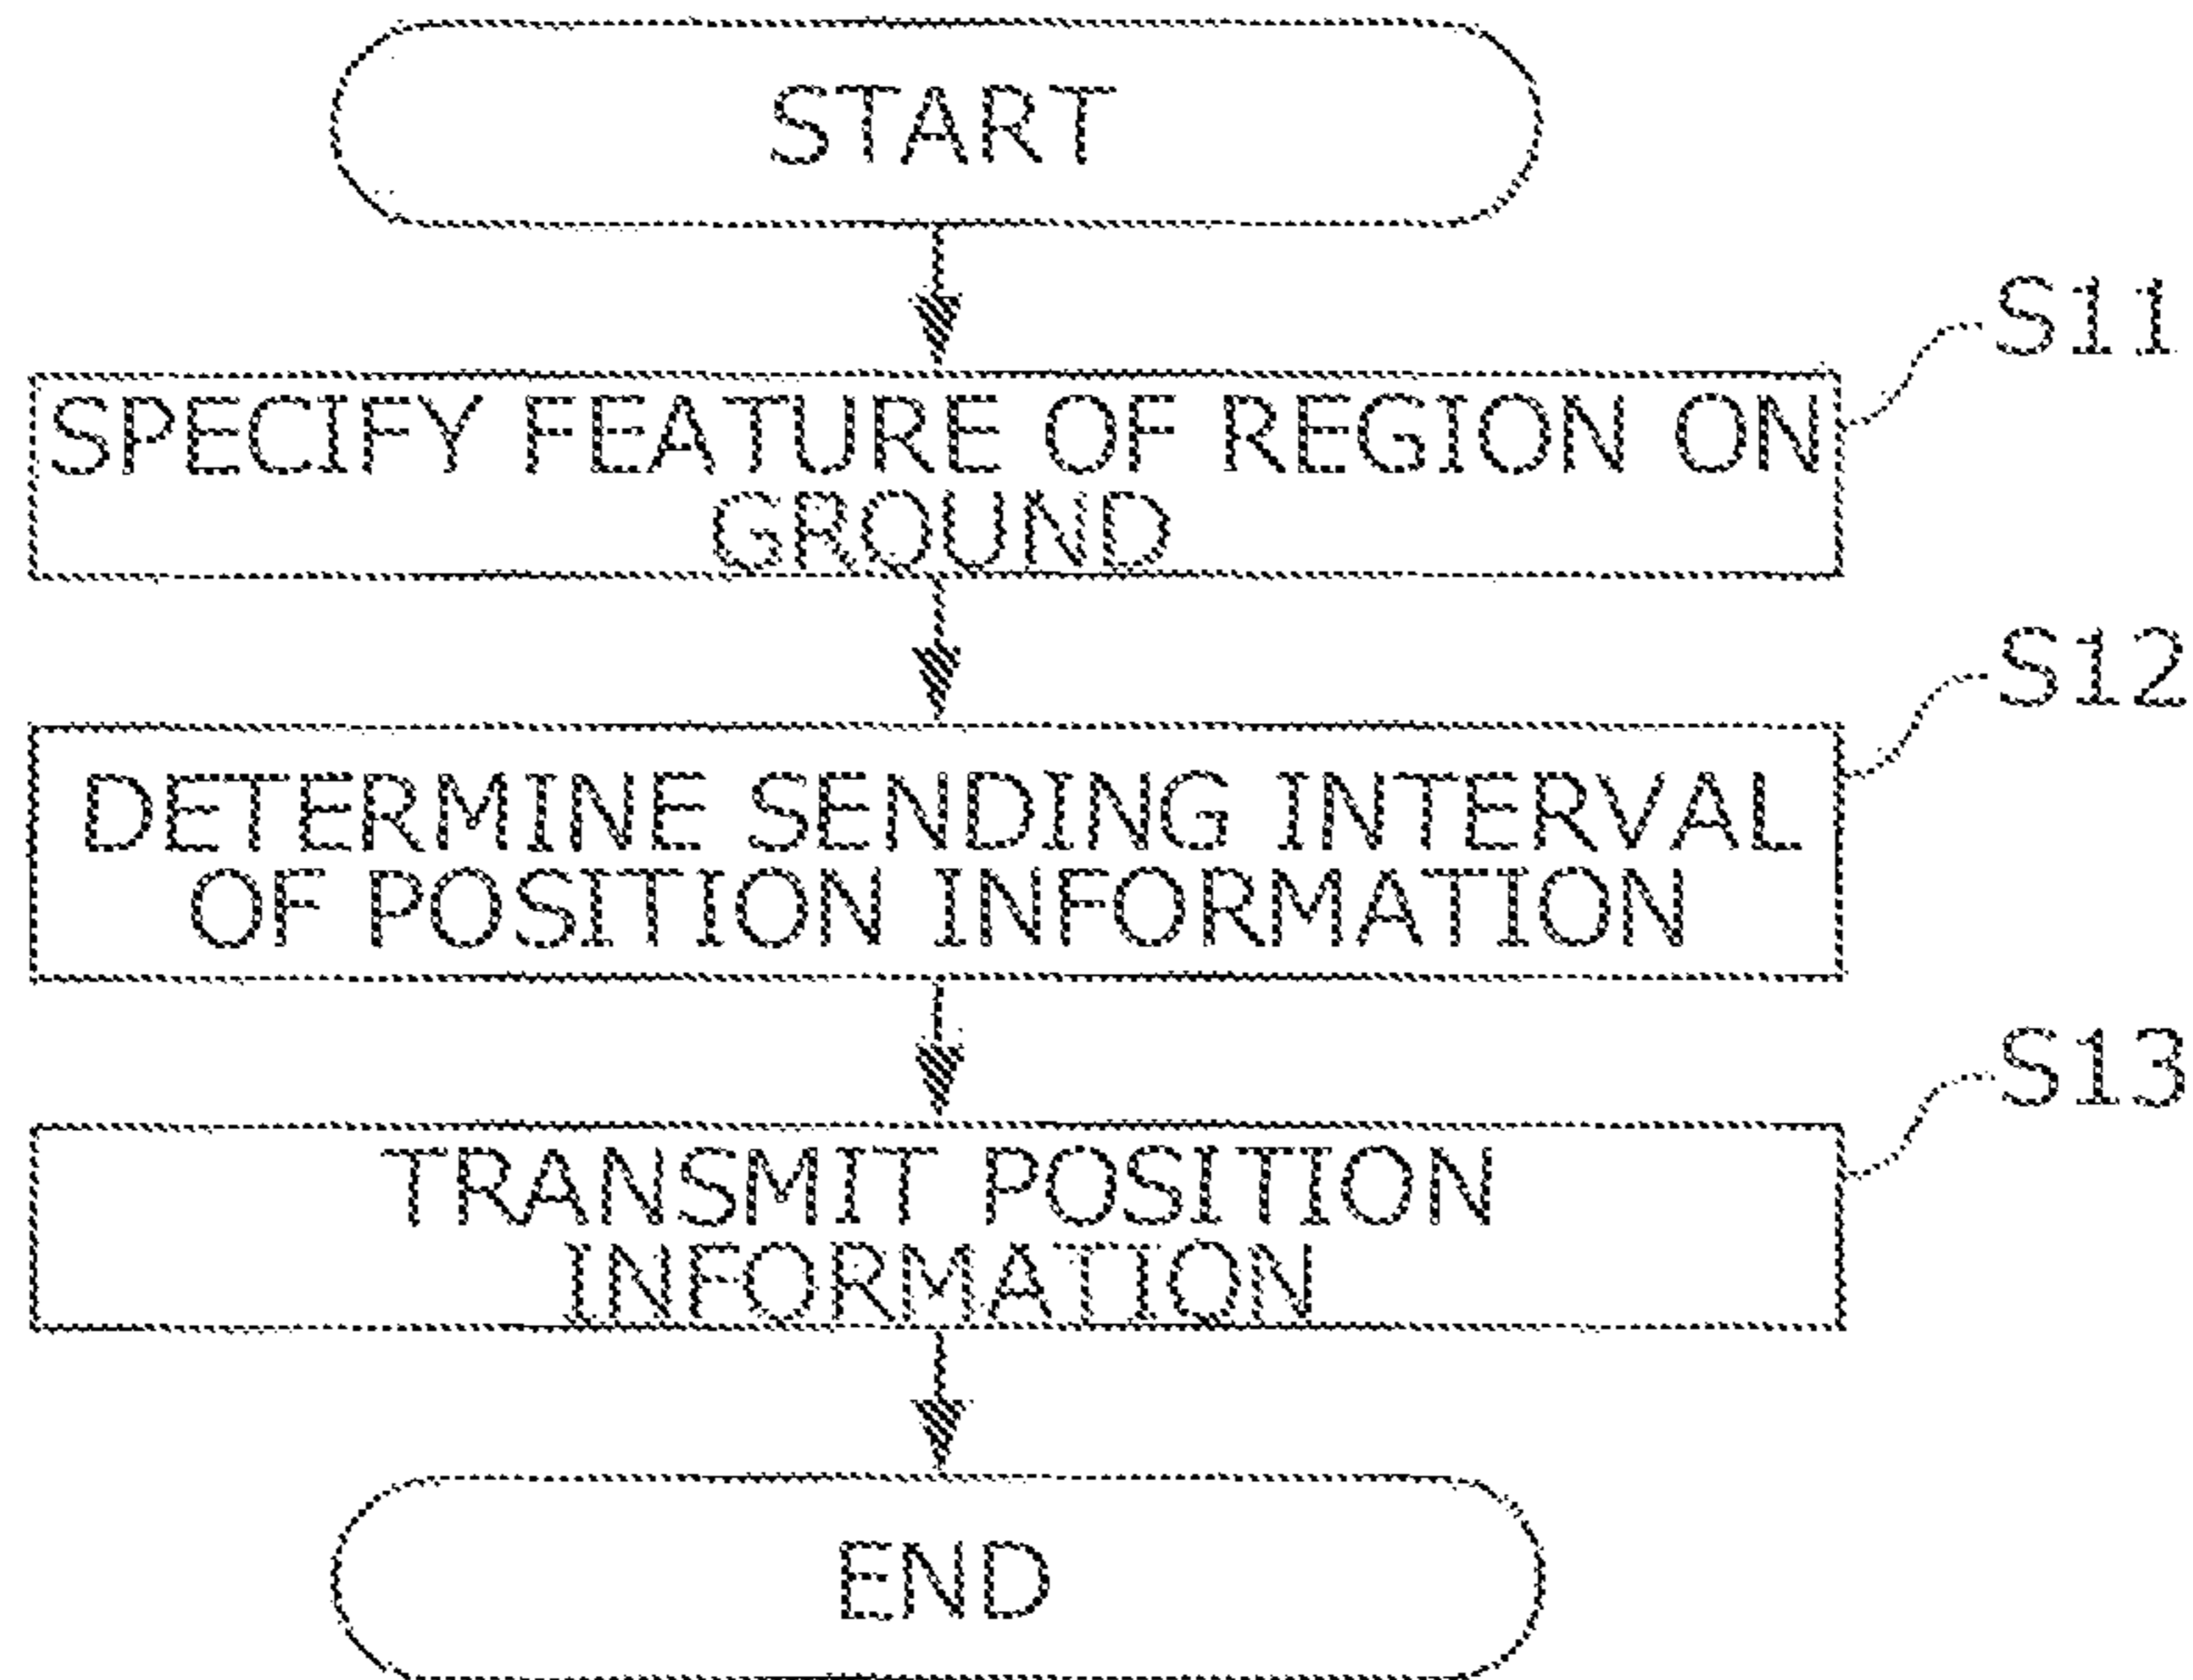 START
S11
SPECIFY FEATURE OF REGION ON
GROUND
S12
DETERMINE SENDING INTERVAL
OF POSITION INFORMATION
S13
TRANSMIT POSITION
INFORMATION
END